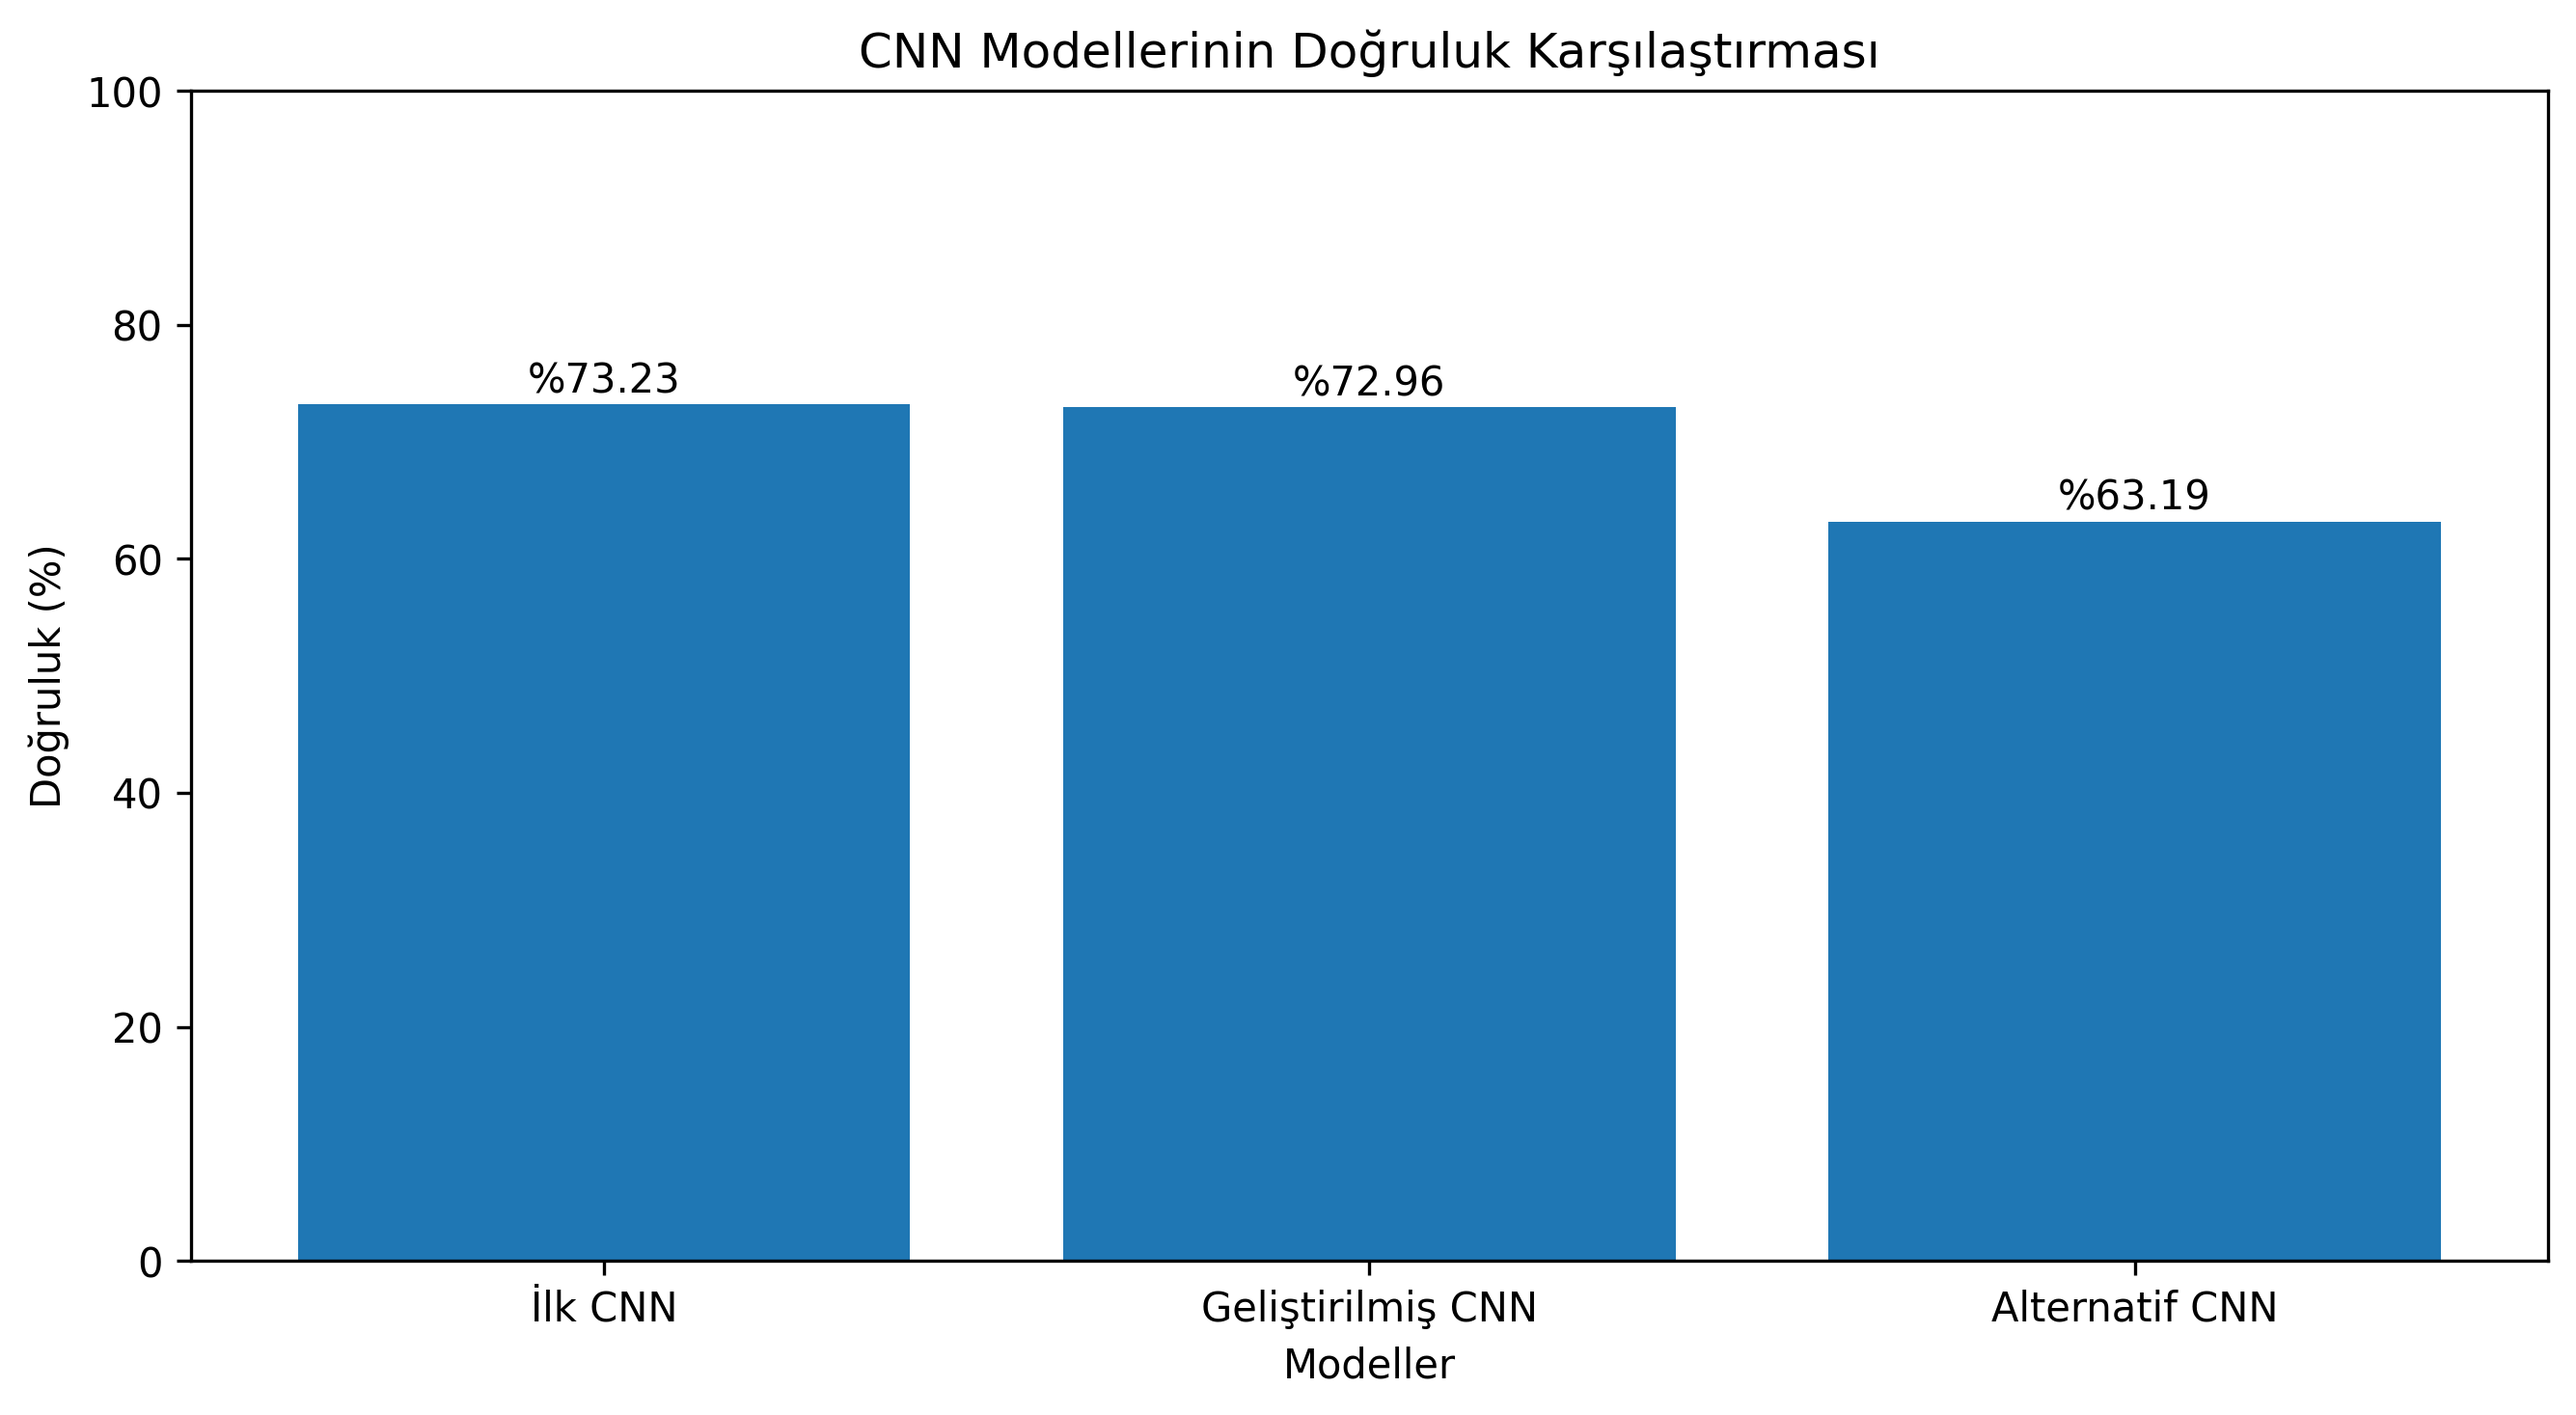 CNN Modellerinin Doğruluk Karşılaştırması
Doğruluk (%)
100
80
60
40
20
0
%73.23
%72.96
%63.19
İlk CNN
Geliştirilmiş CNN
Alternatif CNN
Modeller